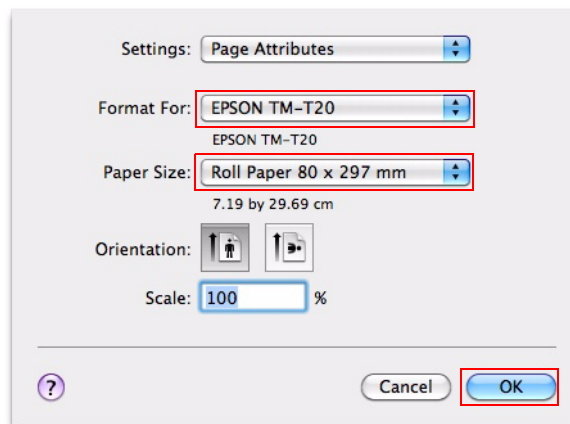 Settings: Page Attributes
Format For: EPSON TM-T20
EPSON TM-T20
Paper Size: Roll Paper 80 x 297 mm
7.19 by 29.69 cm
Orientation:
Scale: 100 %
? Cancel OK